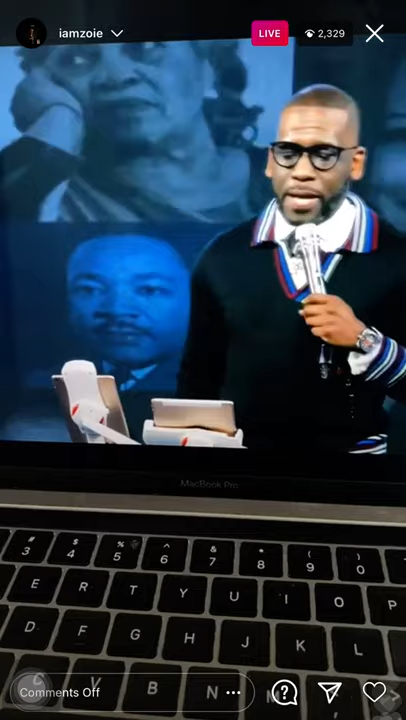 iamzoie
LIVE
2,329
MacBook Pro
# $ % ^ & * ( )
3 4 5 6 7 8 9 0
E R T Y U I O P
D F G H J K L
V B N
Comments Off